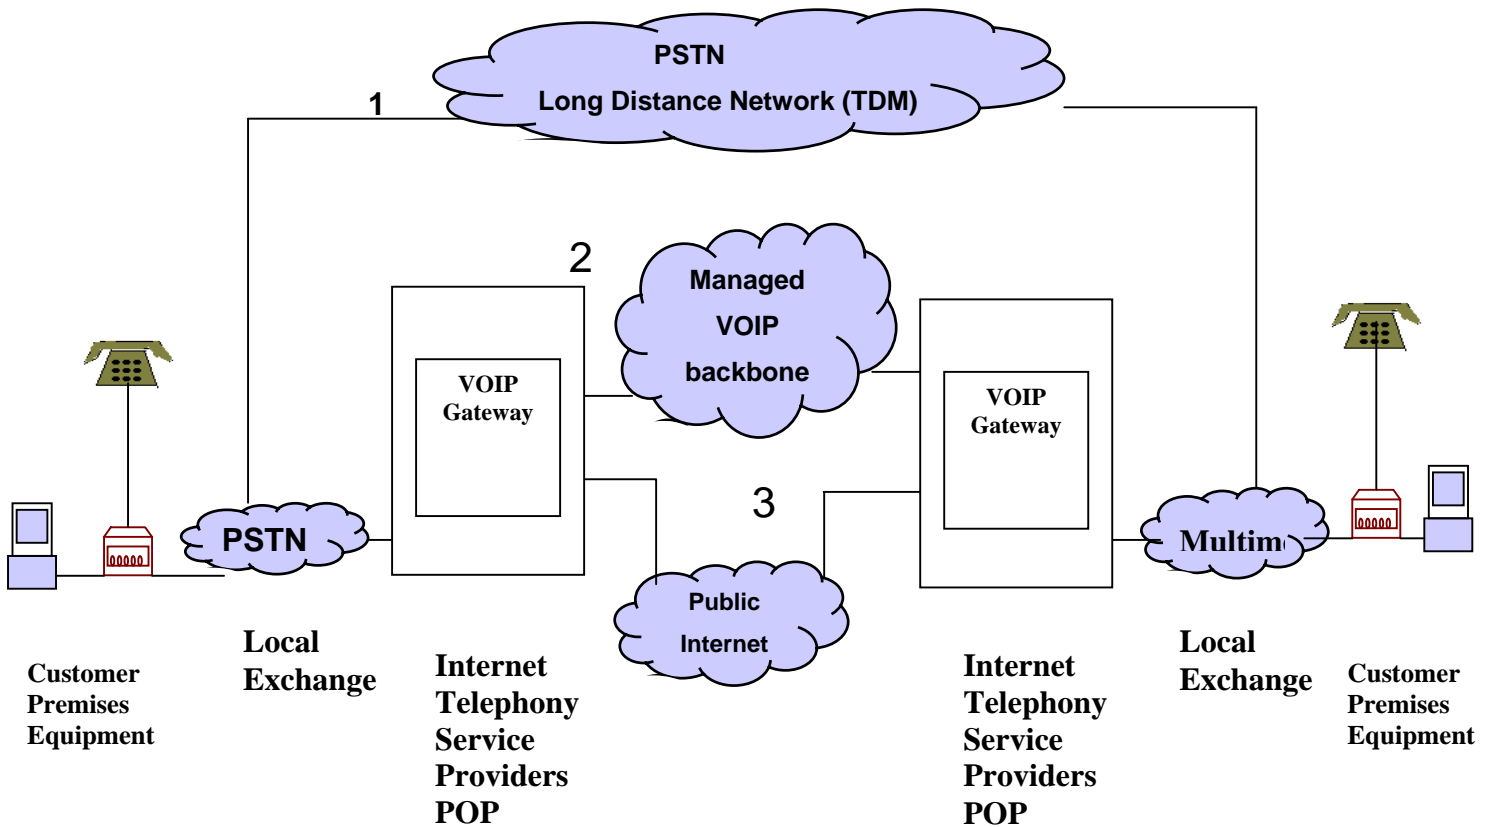 PSTN
Long Distance Network (TDM)
1
2
Managed
VOIP
backbone
VOIP
Gateway
VOIP
Gateway
3
PSTN
Multim
Public
Internet
Local
Exchange
Local
Exchange
Customer
Premises
Equipment
Internet
Telephony
Service
Providers
POP
Internet
Telephony
Service
Providers
POP
Customer
Premises
Equipment